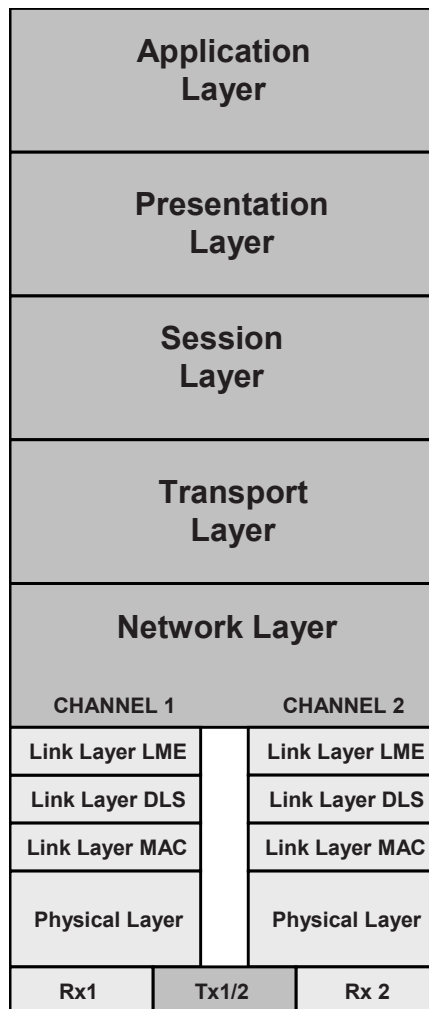 Application
Layer
Presentation
Layer
Session
Layer
Transport
Layer
Network Layer
CHANNEL 1 CHANNEL 2
Link Layer LME Link Layer LME
Link Layer DLS Link Layer DLS
Link Layer MAC Link Layer MAC
Physical Layer Physical Layer
Rx1 Tx1/2 Rx 2